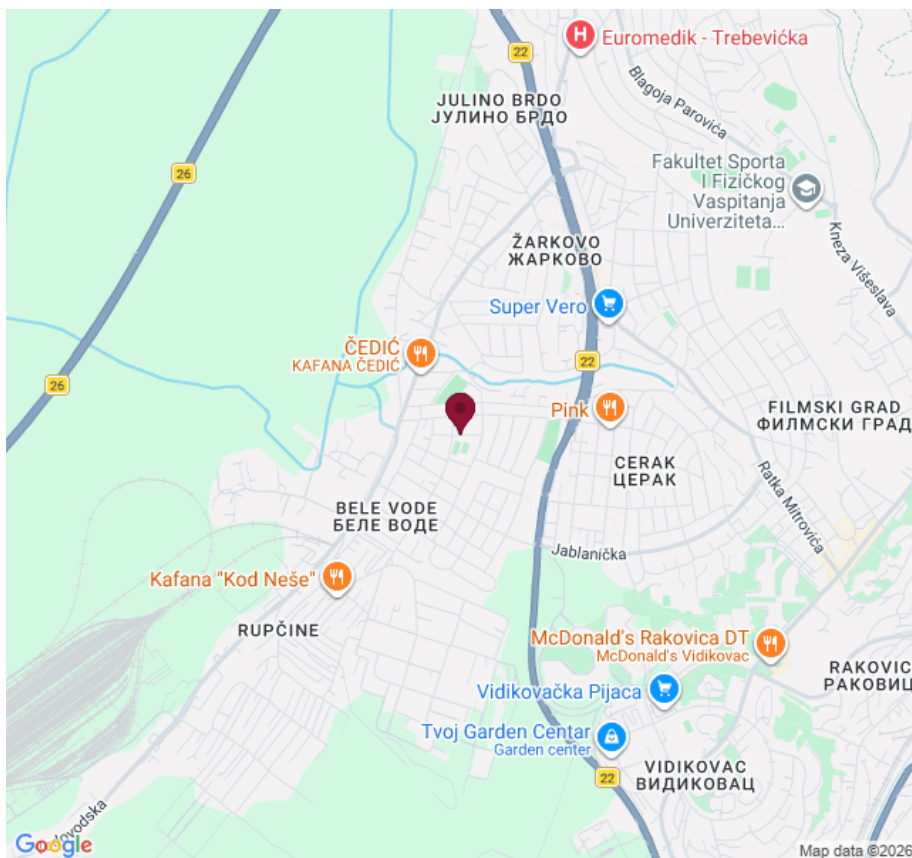 22
Euromedik - Trebevićka
JULINO BRDO
ЈУЛИНО БРДО
Blagoja Parovića
Fakultet Sporta
I Fizičkog
Vaspitanja
Univerziteta...
26
Kneza Višeslava
ŽARKOVO
ЖАРКОВО
Super Vero
ČEDIĆ
KAFANA ČEDIĆ
22
26
Pink
FILMSKI GRAD
ФИЛМСКИ ГРАД
CERAK
ЦЕРАК
Ratka Mitrovića
BELE VODE
БЕЛЕ ВОДЕ
Jablanička
Kafana "Kod Neše"
RUPČINE
McDonald's Rakovica DT
McDonald's Vidikovac
RAKOVIC
РАКОВИЦ
Vidikovačka Pijaca
Tvoj Garden Centar
Garden center
VIDIKOVAC
ВИДИКОВАЦ
22
Google
Map data ©2026